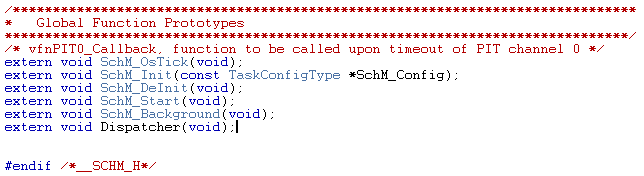 /*******************************************************************************
*   Global Function Prototypes
*******************************************************************************/
/* vfnPIT0_Callback, function to be called upon timeout of PIT channel 0 */
extern void SchM_OsTick(void);
extern void SchM_Init(const TaskConfigType *SchM_Config);
extern void SchM_DeInit(void);
extern void SchM_Start(void);
extern void SchM_Background(void);
extern void Dispatcher(void);
#endif /*__SCHM_H*/